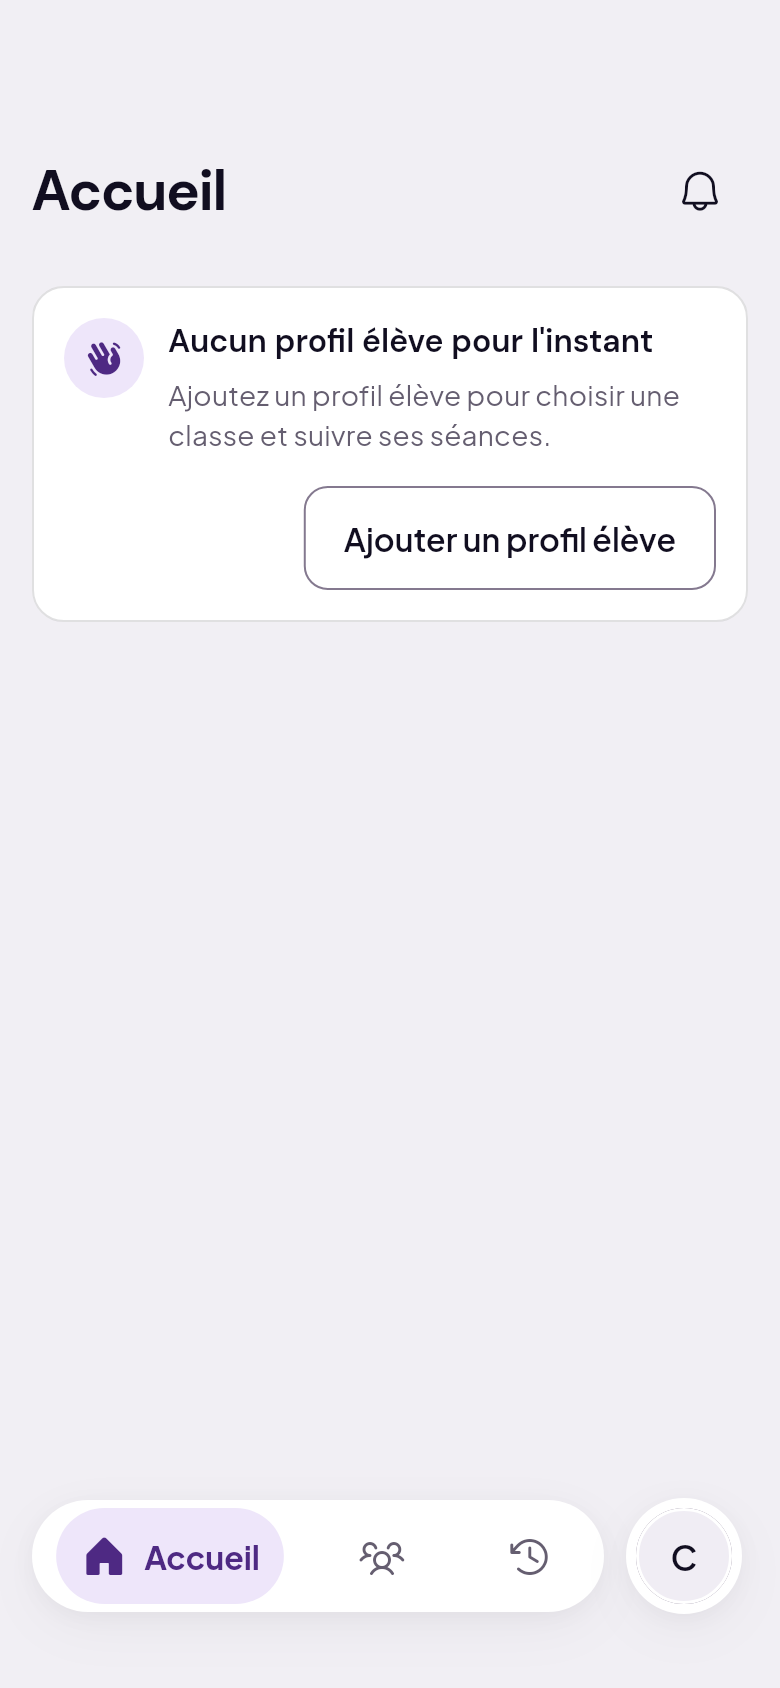 Accueil
Aucun profil élève pour l'instant
Ajoutez un profil élève pour choisir une
classe et suivre ses séances.
Ajouter un profil élève
Accueil
C